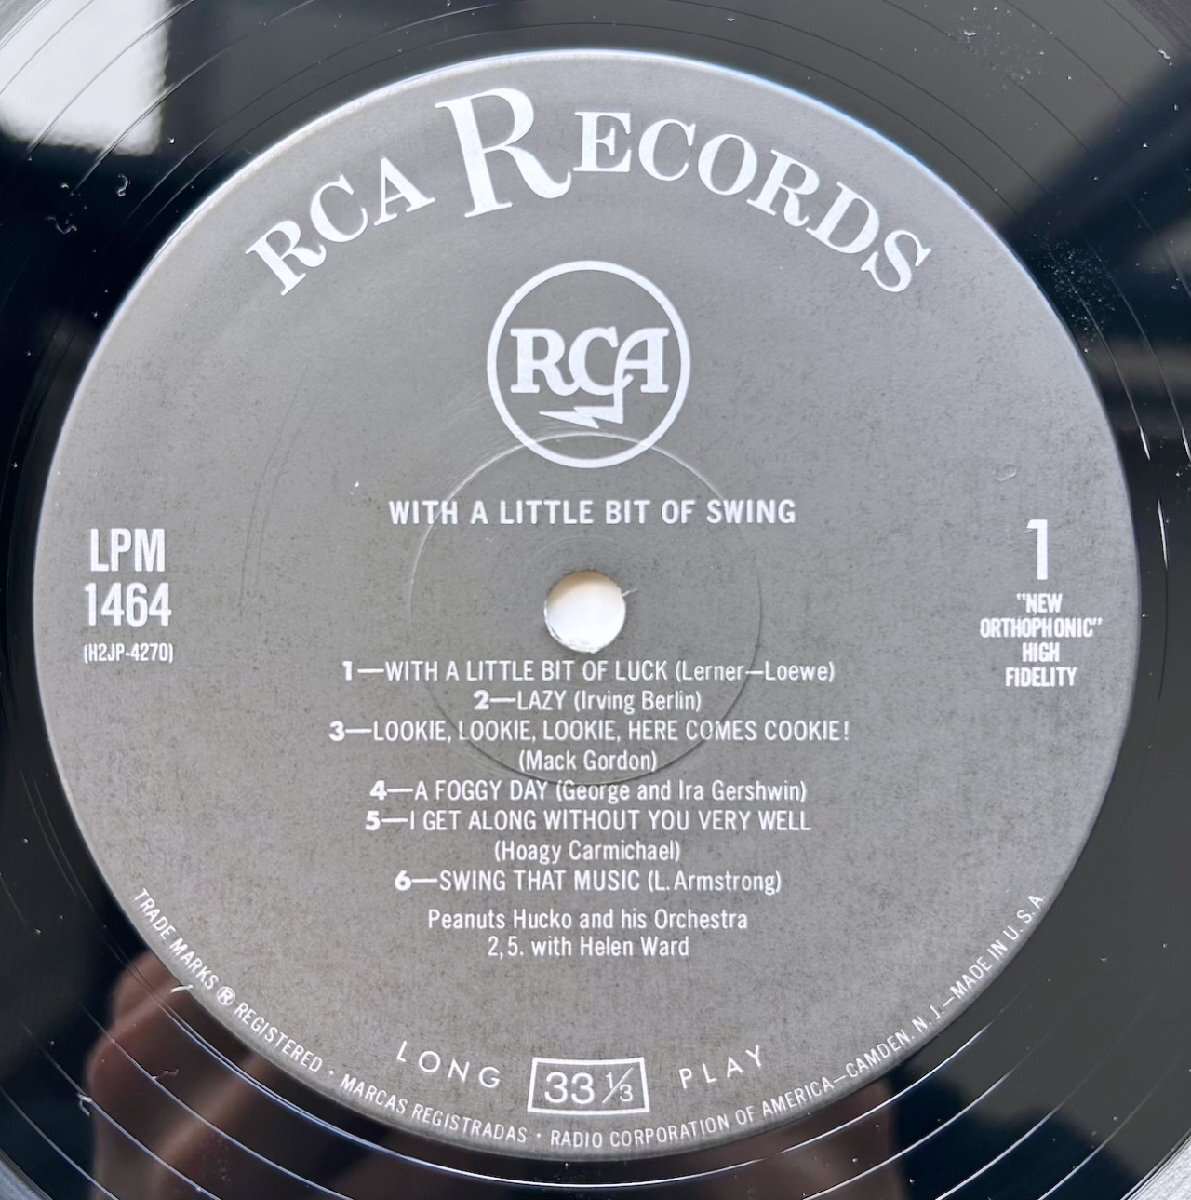 RCA RECORDS
RCA
WITH A LITTLE BIT OF SWING
LPM
1464
(H2JP-4270)
1
"NEW
ORTHOPHONIC"
HIGH
FIDELITY
1—WITH A LITTLE BIT OF LUCK (Lerner—Loewe)
2—LAZY (Irving Berlin)
3—LOOKIE, LOOKIE, LOOKIE, HERE COMES COOKIE!
(Mack Gordon)
4—A FOGGY DAY (George and Ira Gershwin)
5—I GET ALONG WITHOUT YOU VERY WELL
(Hoagy Carmichael)
6—SWING THAT MUSIC (L. Armstrong)
Peanuts Hucko and his Orchestra
2,5. with Helen Ward
LONG 33 1/3 PLAY
TRADE MARKS ® REGISTERED · MARCAS REGISTRADAS · RADIO CORPORATION OF AMERICA—CAMDEN, N. J.—MADE IN U. S. A